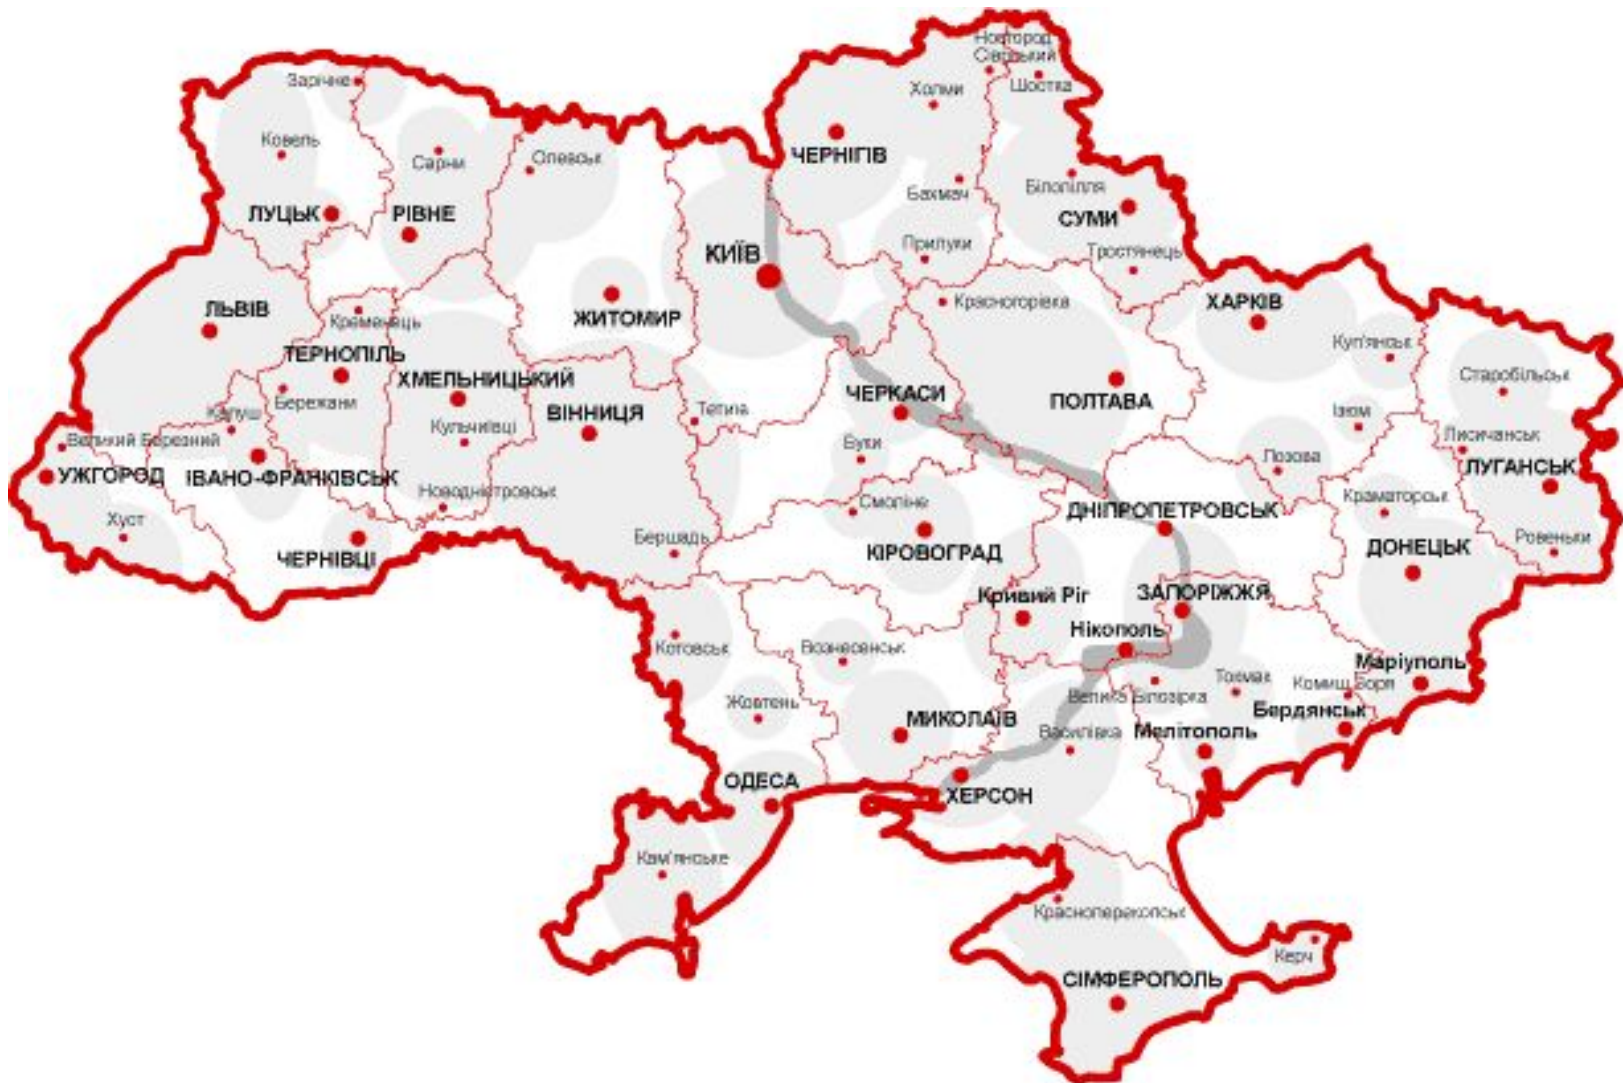 Новгород
Сіверський
Шостка
Зарічне
Холми
Ковель
Сарни
Олевськ
ЧЕРНІГІВ
Бахмач
Білопілля
ЛУЦЬК
РІВНЕ
СУМИ
КИЇВ
Прилуки
Тростянець
ЛЬВІВ
Кременець
ЖИТОМИР
Красногорівка
ХАРКІВ
Куп'янськ
ТЕРНОПІЛЬ
ХМЕЛЬНИЦЬКИЙ
Старобільськ
Бережани
Калуш
ВІННИЦЯ
Тетіїв
ЧЕРКАСИ
ПОЛТАВА
Ізюм
Великий Березний
Кульчиївці
Буки
Лисичанськ
УЖГОРОД
ІВАНО-ФРАНКІВСЬК
Лозова
ЛУГАНСЬК
Новодністровськ
Смоліне
Краматорськ
Хуст
ДНІПРОПЕТРОВСЬК
Бершадь
КІРОВОГРАД
Ровеньки
ЧЕРНІВЦІ
ДОНЕЦЬК
Кривий Ріг
ЗАПОРІЖЖЯ
Нікополь
Котовськ
Вознесенськ
Маріуполь
Жовтень
Велика Білозірка
Токмак
Комиш Зоря
МИКОЛАЇВ
Бердянськ
Василівка
Мелітополь
ОДЕСА
ХЕРСОН
Кам'янське
Красноперекопськ
Керч
СІМФЕРОПОЛЬ